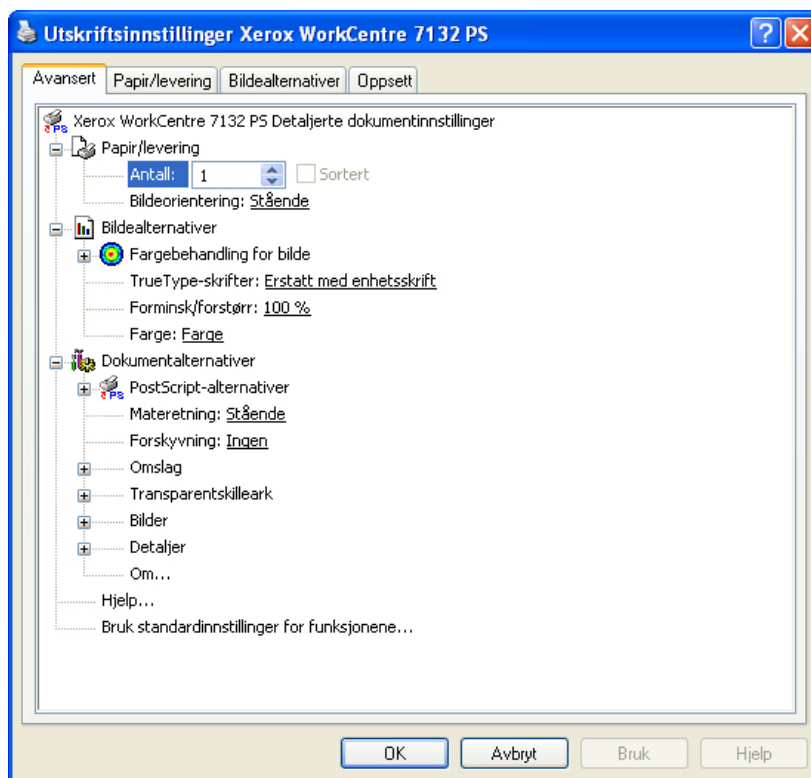 Utskriftsinnstillinger Xerox WorkCentre 7132 PS
Avansert Papir/levering Bildealternativer Oppsett
Xerox WorkCentre 7132 PS Detaljerte dokumentinnstillinger
Papir/levering
Antall: 1 Sortert
Bildeorientering: Stående
Bildealternativer
Fargebehandling for bilde
TrueType-skrifter: Erstatt med enhetsskrift
Forminsk/forstørr: 100 %
Farge: Farge
Dokumentalternativer
PostScript-alternativer
Materetning: Stående
Forskyvning: Ingen
Omslag
Transparentskilleark
Bilder
Detaljer
Om...
Hjelp...
Bruk standardinnstillinger for funksjonene...
OK Avbryt Bruk Hjelp